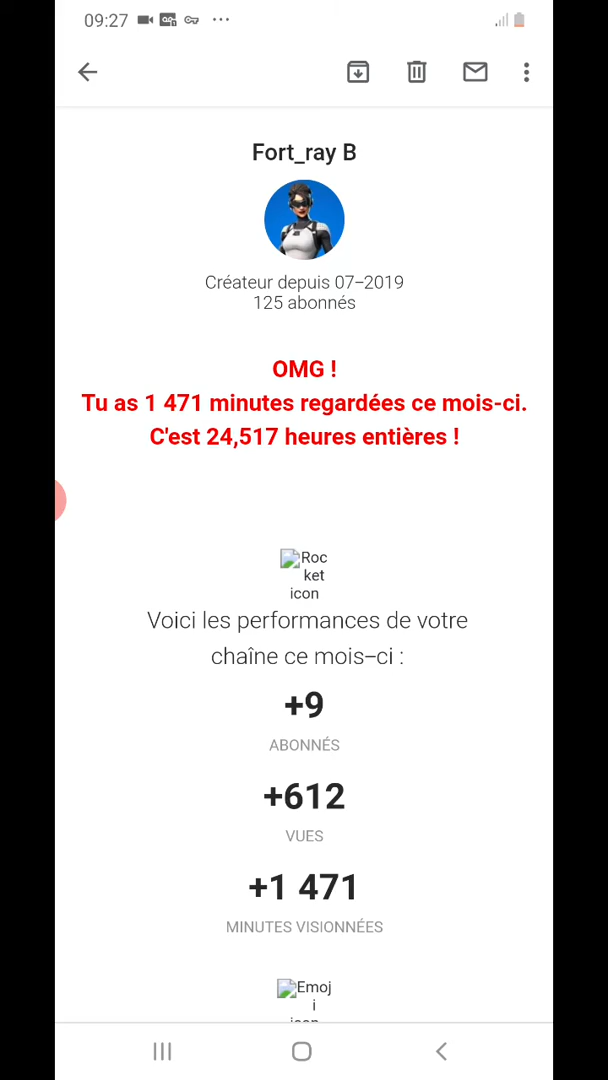 09:27
Fort_ray B
Créateur depuis 07–2019
125 abonnés
OMG !
Tu as 1 471 minutes regardées ce mois-ci.
C'est 24,517 heures entières !
Roc
ket
icon
Voici les performances de votre
chaîne ce mois–ci :
+9
ABONNÉS
+612
VUES
+1 471
MINUTES VISIONNÉES
Emoj
i
icon